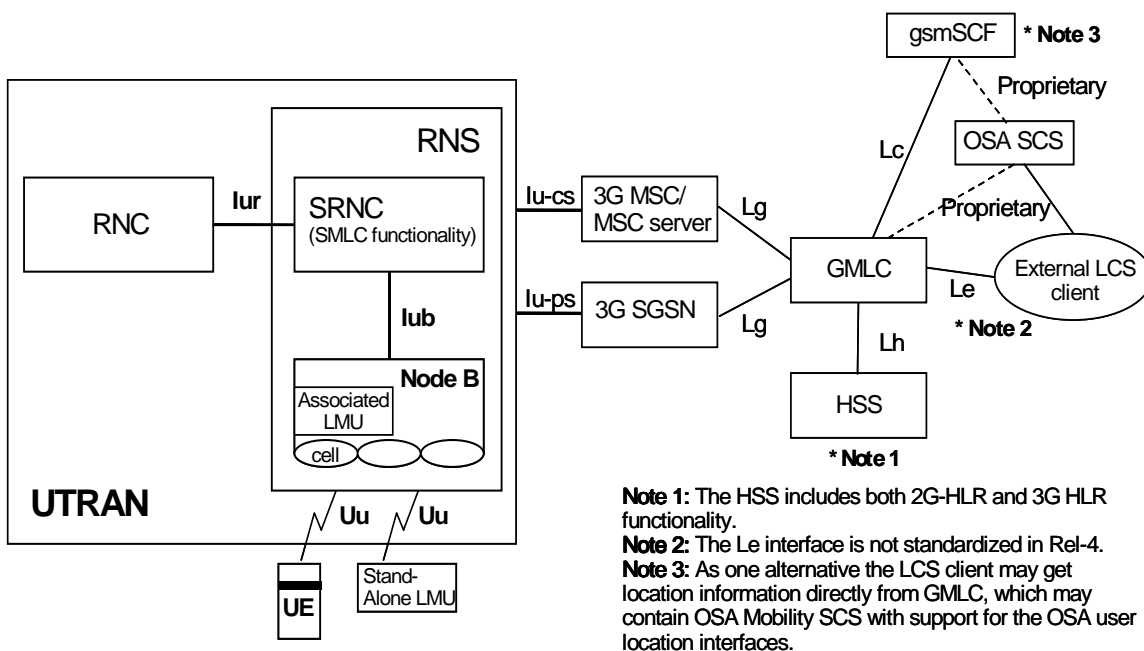 gsmSCF
* Note 3
Proprietary
OSA SCS
RNS
Lc
Iu-cs
3G MSC/
MSC server
Lg
Proprietary
RNC
Iur
SRNC
(SMLC functionality)
GMLC
Le
External LCS
client
* Note 2
Iu-ps
3G SGSN
Lg
Iub
Lh
Node B
Associated
LMU
cell
HSS
* Note 1
UTRAN
Uu
Uu
UE
Stand-
Alone LMU
Note 1: The HSS includes both 2G-HLR and 3G HLR
functionality.
Note 2: The Le interface is not standardized in Rel-4.
Note 3: As one alternative the LCS client may get
location information directly from GMLC, which may
contain OSA Mobility SCS with support for the OSA user
location interfaces.